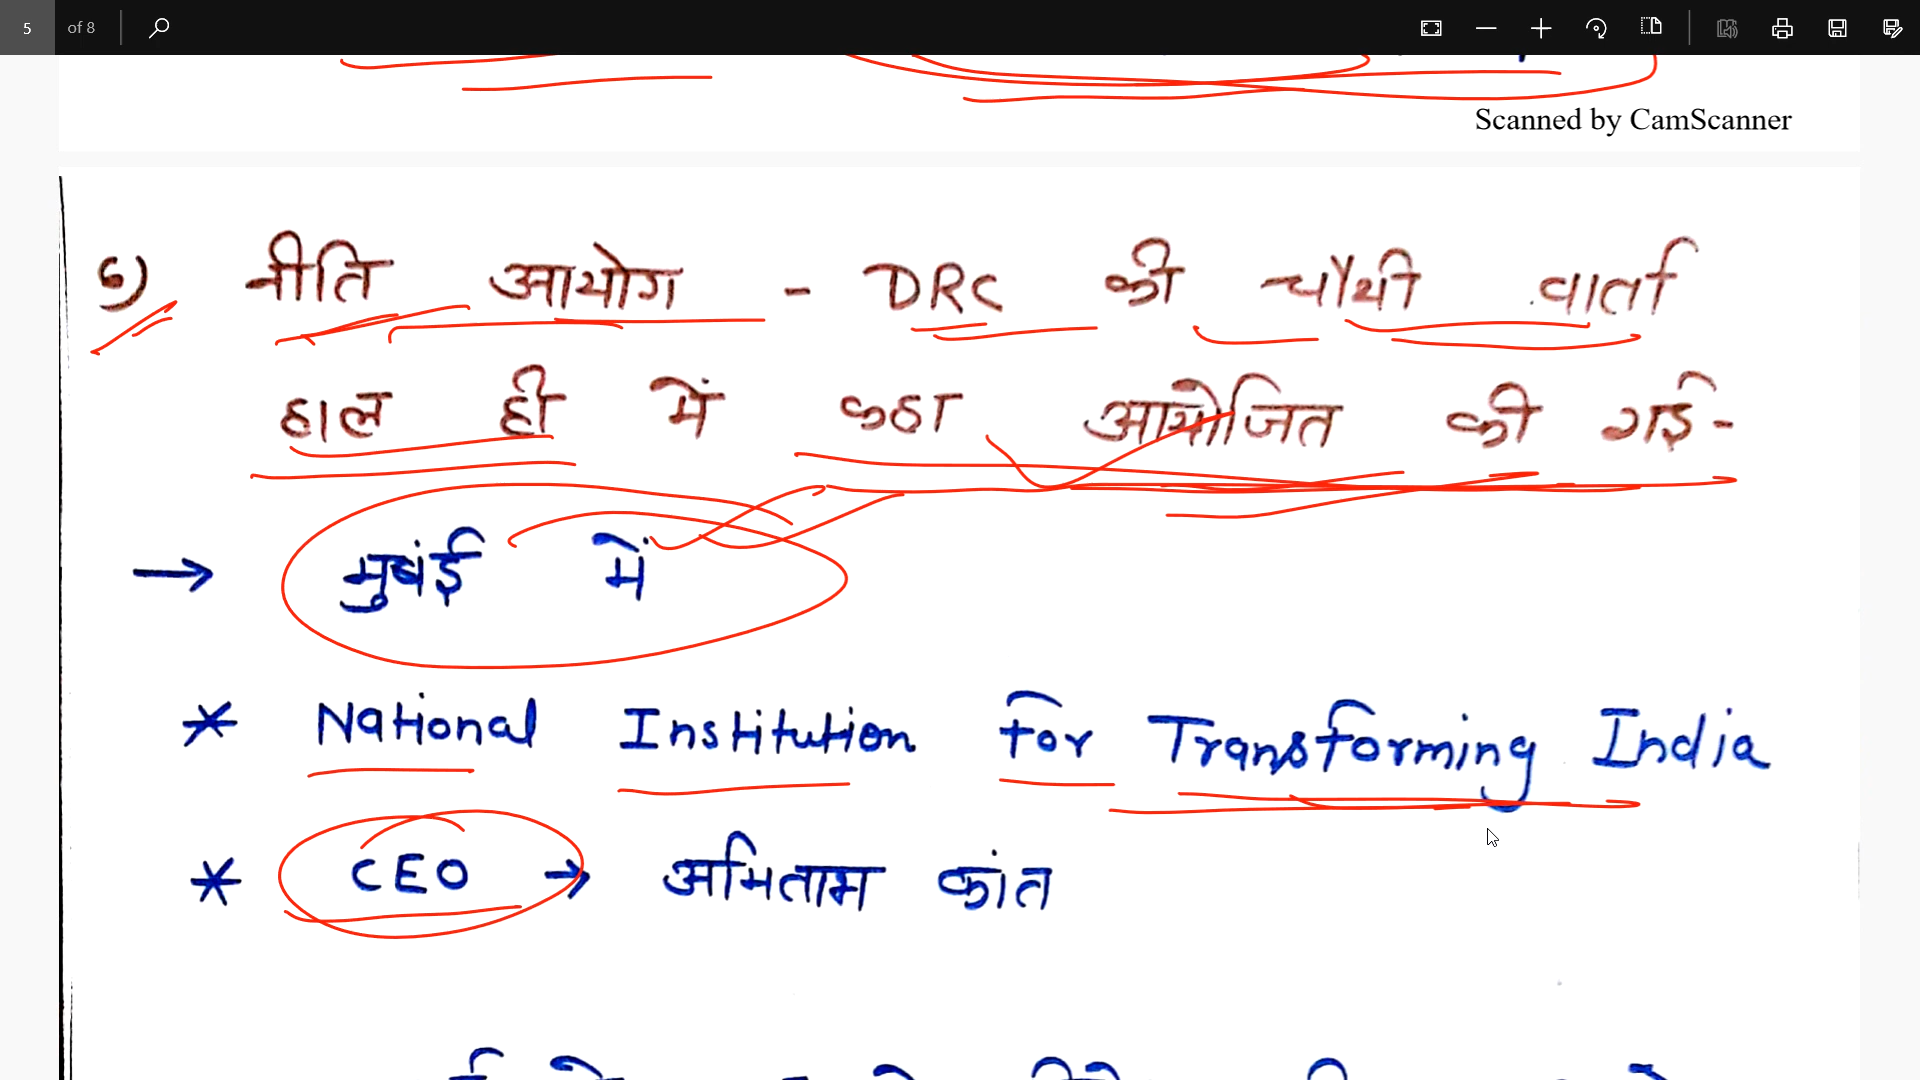 5 of 8
Scanned by CamScanner
6) नीति आयोग - DRC की चौथी वार्ता
हाल ही में कहा आयोजित की गई -
→ मुबंई में
* National Institution for Transforming India
* CEO → अमिताभ कांत